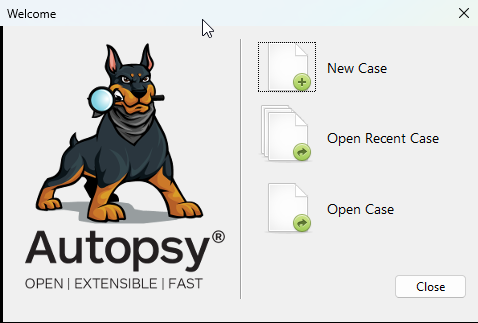 Welcome
New Case
Open Recent Case
Open Case
Autopsy®
OPEN | EXTENSIBLE | FAST
Close